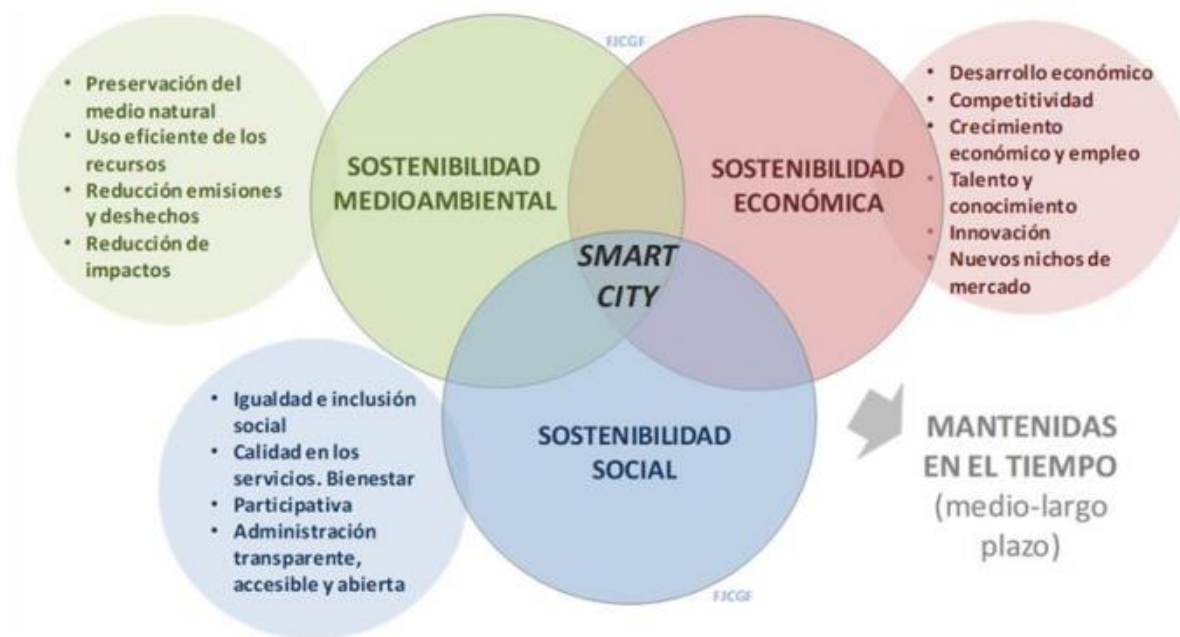 FJCGF
• Preservación del
medio natural
• Uso eficiente de los
recursos
• Reducción emisiones
y deshechos
• Reducción de
impactos
SOSTENIBILIDAD
MEDIOAMBIENTAL
SOSTENIBILIDAD
ECONÓMICA
• Desarrollo económico
• Competitividad
• Crecimiento
económico y empleo
• Talento y
conocimiento
• Innovación
• Nuevos nichos de
mercado
SMART
CITY
• Igualdad e inclusión
social
• Calidad en los
servicios. Bienestar
• Participativa
• Administración
transparente,
accesible y abierta
SOSTENIBILIDAD
SOCIAL
MANTENIDAS
EN EL TIEMPO
(medio-largo
plazo)
FJCGF